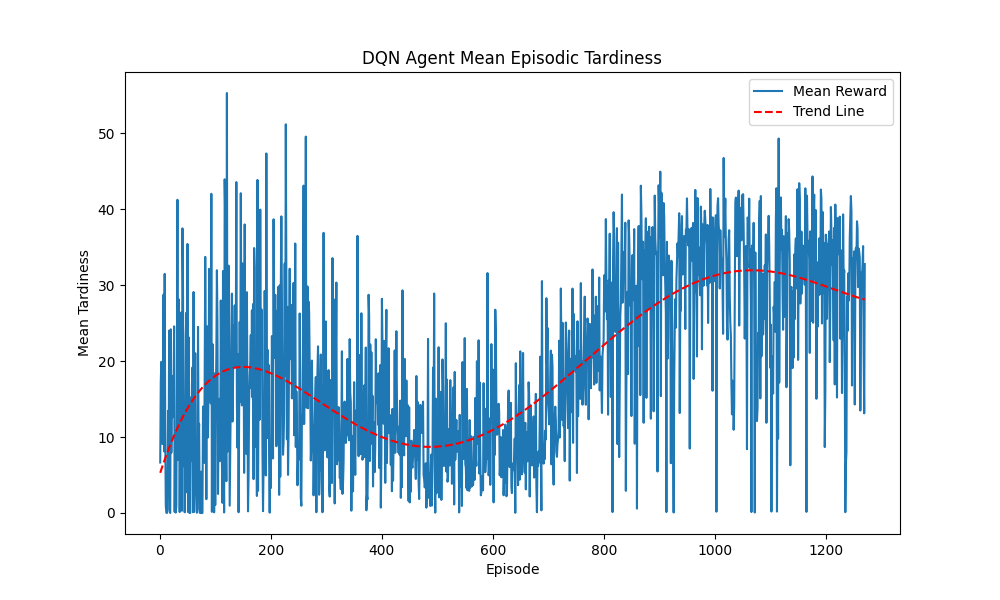 DQN Agent Mean Episodic Tardiness
Mean Reward
Trend Line
Mean Tardiness
50
40
30
20
10
0
0 200 400 600 800 1000 1200
Episode